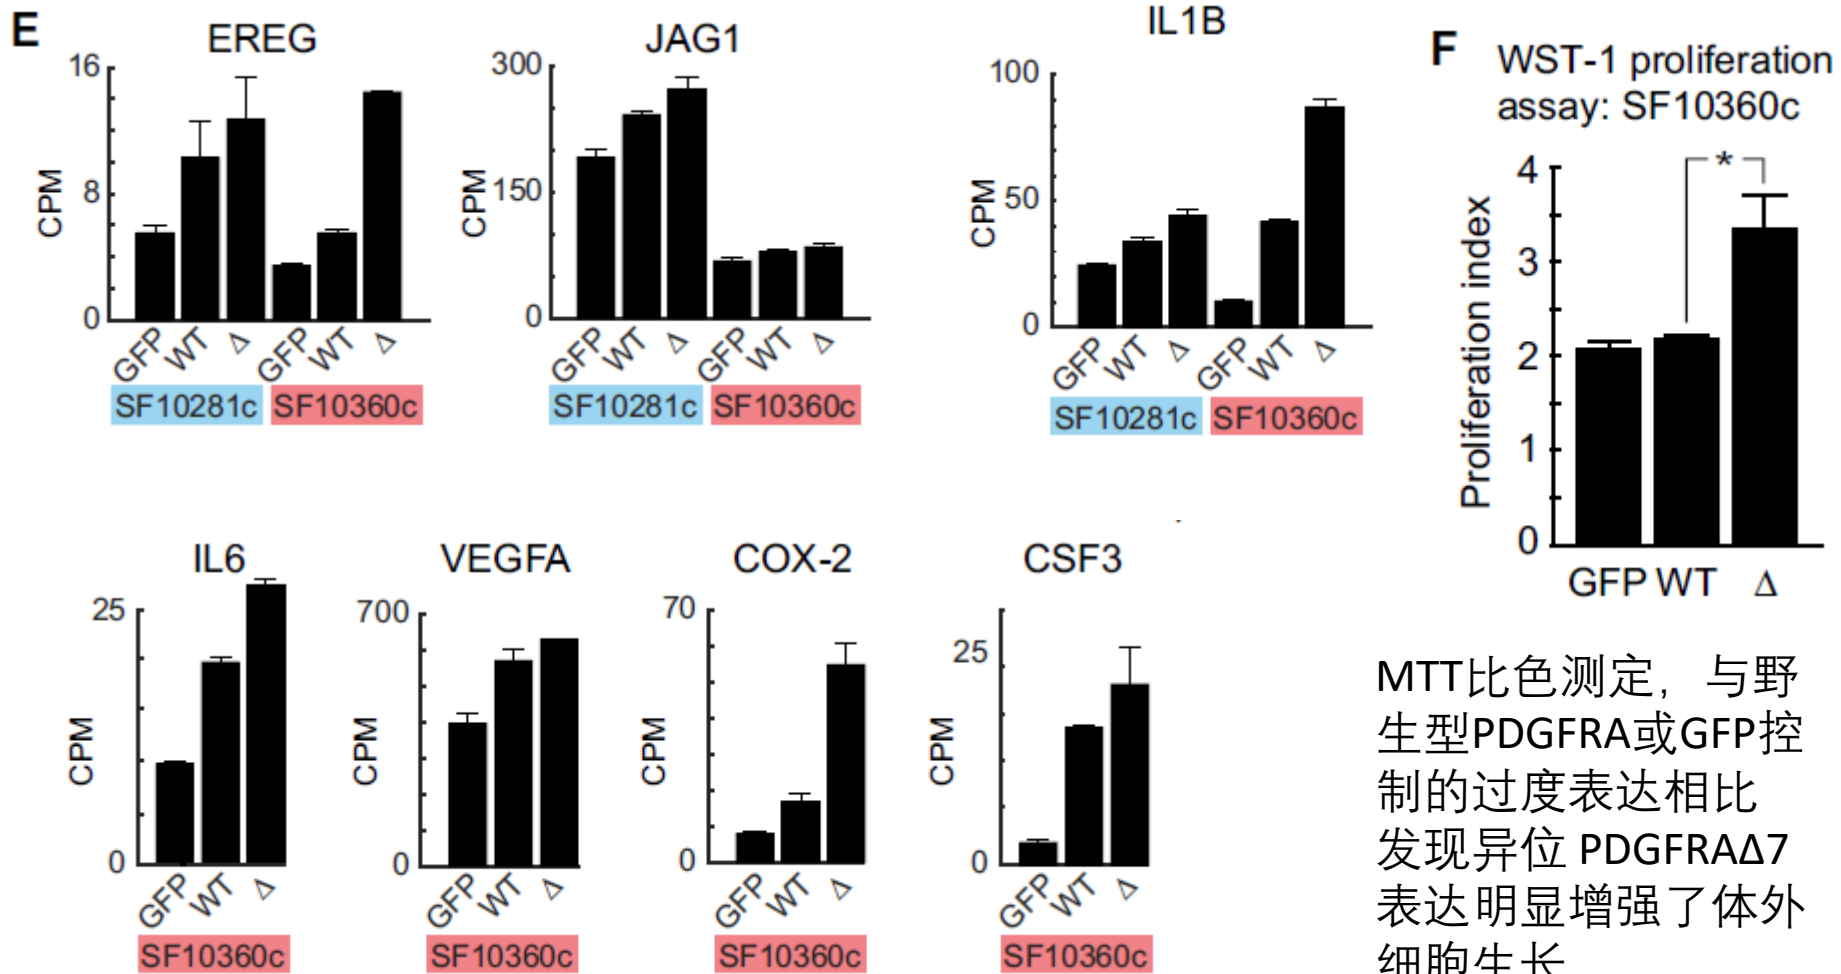 E
EREG
16
8
0
CPM
GFP WT Δ GFP WT Δ
SF10281c SF10360c
JAG1
300
150
0
CPM
GFP WT Δ GFP WT Δ
SF10281c SF10360c
IL1B
100
50
0
CPM
GFP WT Δ GFP WT Δ
SF10281c SF10360c
F
WST-1 proliferation
assay: SF10360c
*
4
3
2
1
0
Proliferation index
GFP WT Δ
IL6
25
0
CPM
GFP WT Δ
SF10360c
VEGFA
700
0
CPM
GFP WT Δ
SF10360c
COX-2
70
0
CPM
GFP WT Δ
SF10360c
CSF3
25
0
CPM
GFP WT Δ
SF10360c
MTT比色测定，与野
生型PDGFRA或GFP控
制的过度表达相比
发现异位 PDGFRAΔ7
表达明显增强了体外
细胞生长